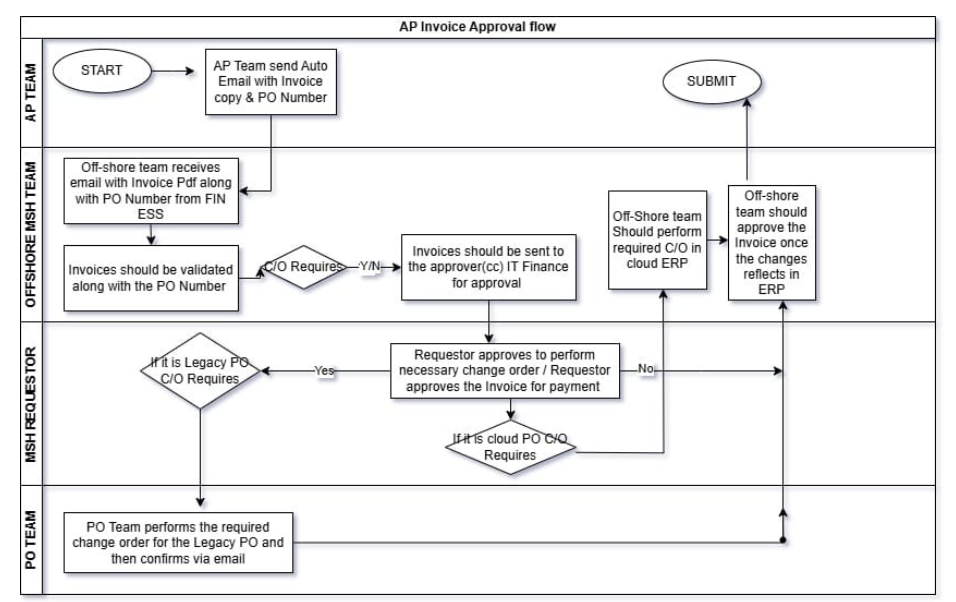 AP Invoice Approval flow
AP TEAM
START
AP Team send Auto
Email with Invoice
copy & PO Number
SUBMIT
OFFSHORE MSH TEAM
Off-shore team receives
email with Invoice Pdf along
with PO Number from FIN
ESS
Invoices should be validated
along with the PO Number
C/O Requires
Y/N
Invoices should be sent to
the approver(cc) IT Finance
for approval
Off-Shore team
Should perform
required C/O in
cloud ERP
Off-shore
team should
approve the
Invoice once
the changes
reflects in
ERP
MSH REQUESTOR
If it is Legacy PO
C/O Requires
Yes
Requestor approves to perform
necessary change order / Requestor
approves the Invoice for payment
No
If it is cloud PO C/O
Requires
PO TEAM
PO Team performs the required
change order for the Legacy PO and
then confirms via email